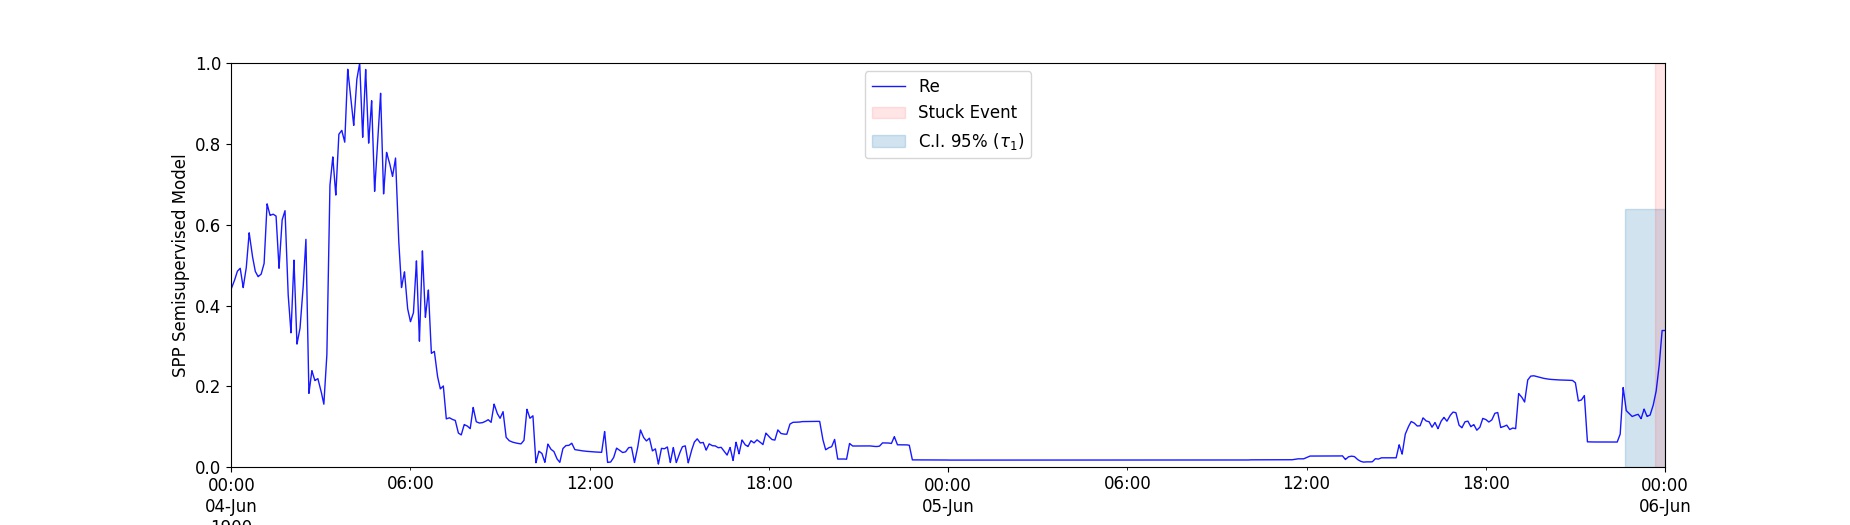 SPP Semisupervised Model
1.0
0.8
0.6
0.4
0.2
0.0
Re
Stuck Event
C.I. 95% (τ₁)
00:00 06:00 12:00 18:00 00:00 06:00 12:00 18:00 00:00
04-Jun 05-Jun 06-Jun
1900